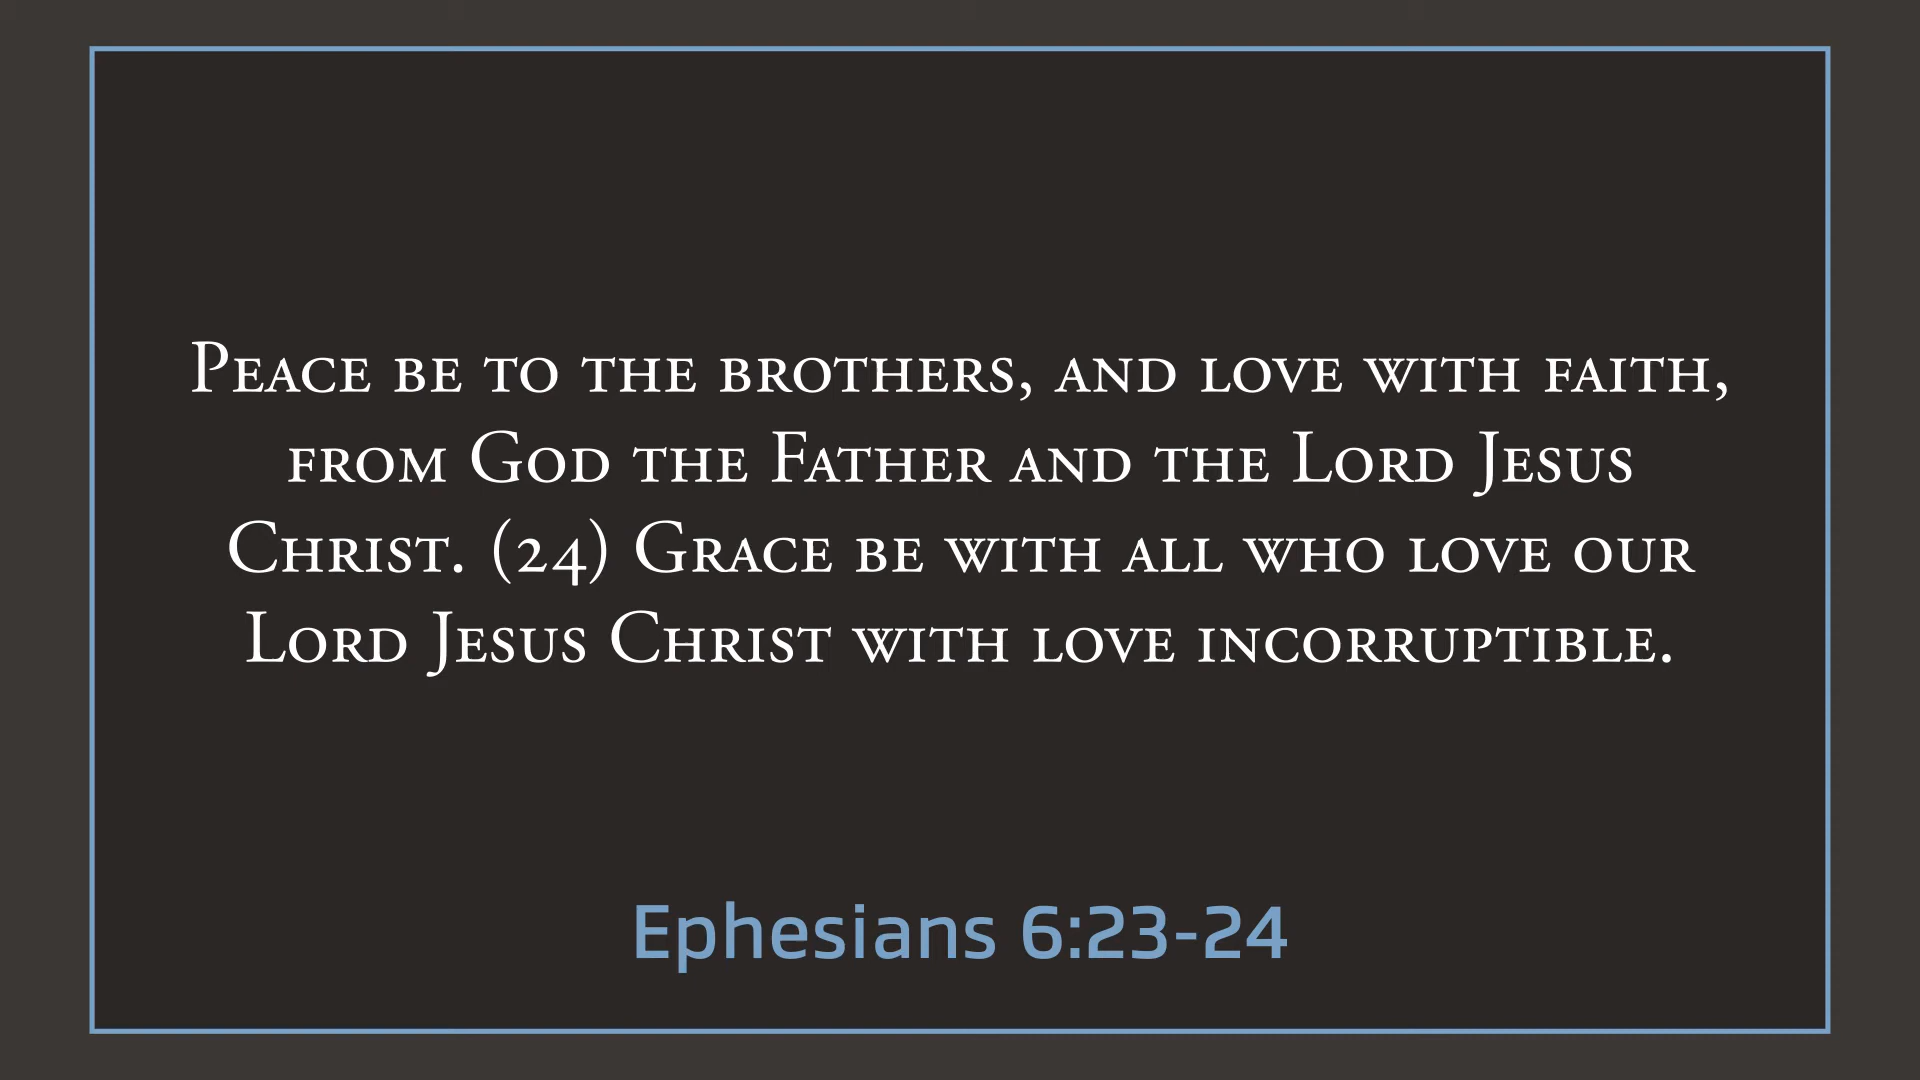 Peace be to the brothers, and love with faith,
from God the Father and the Lord Jesus
Christ. (24) Grace be with all who love our
Lord Jesus Christ with love incorruptible.
Ephesians 6:23-24